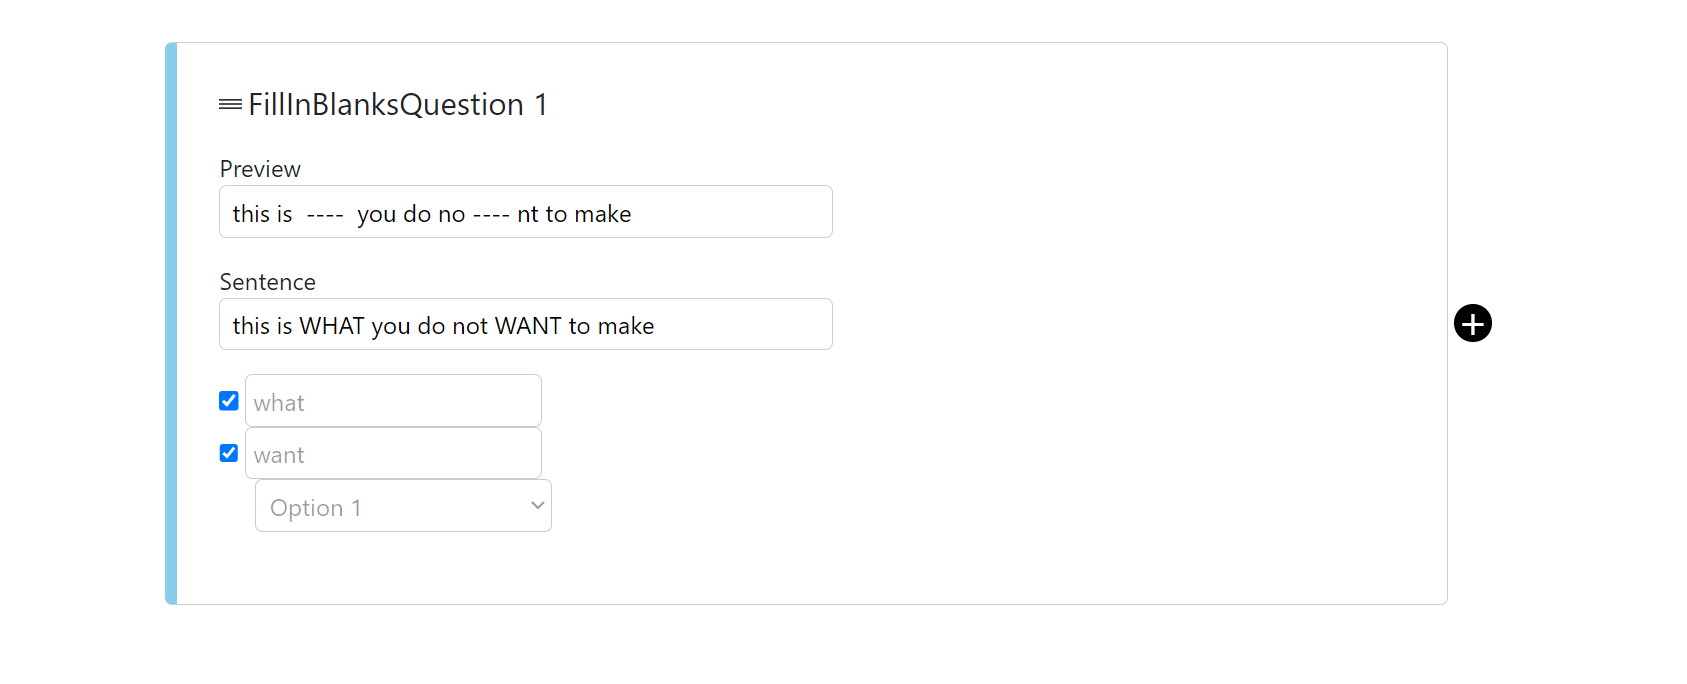 FillInBlanksQuestion 1
Preview
this is ---- you do no ---- nt to make
Sentence
this is WHAT you do not WANT to make
what
want
Option 1